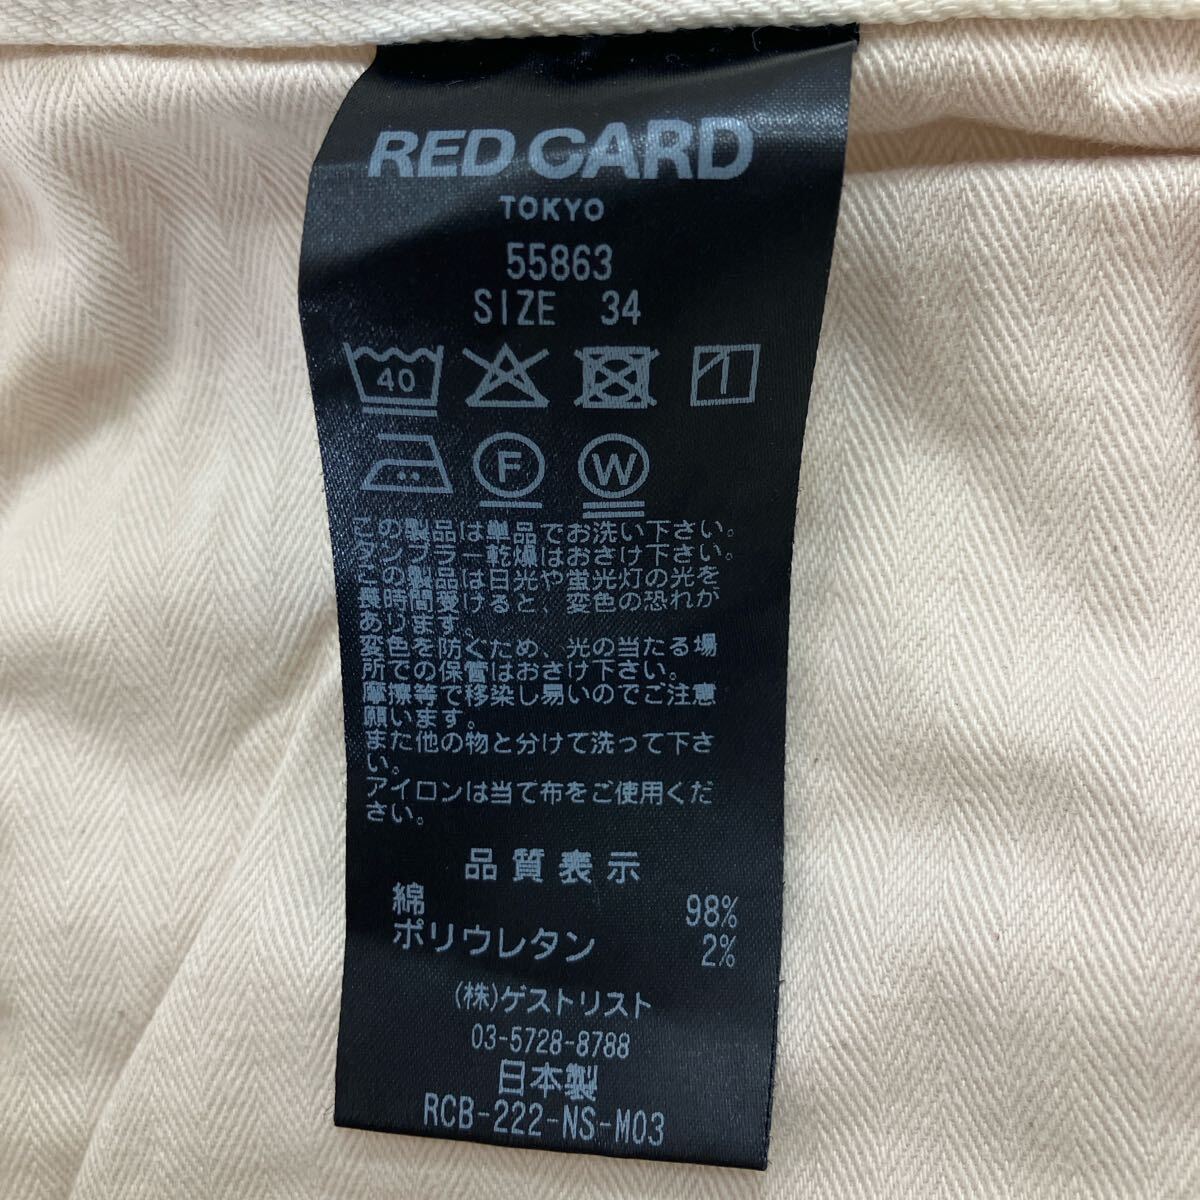 RED CARD
TOKYO
55863
SIZE 34
40
F W
この製品は単品でお洗い下さい。
タンブラー乾燥はおさけ下さい。
この製品は日光や蛍光灯の光を
長時間受けると、変色の恐れが
あります。
変色を防ぐため、光の当たる場
所での保管はおさけ下さい。
摩擦等で移染し易いのでご注意
願います。
また他の物と分けて洗って下さ
い。
アイロンは当て布をご使用くだ
さい。
品質表示
綿 98%
ポリウレタン 2%
(株)ゲストリスト
03-5728-8788
日本製
RCB-222-NS-M03